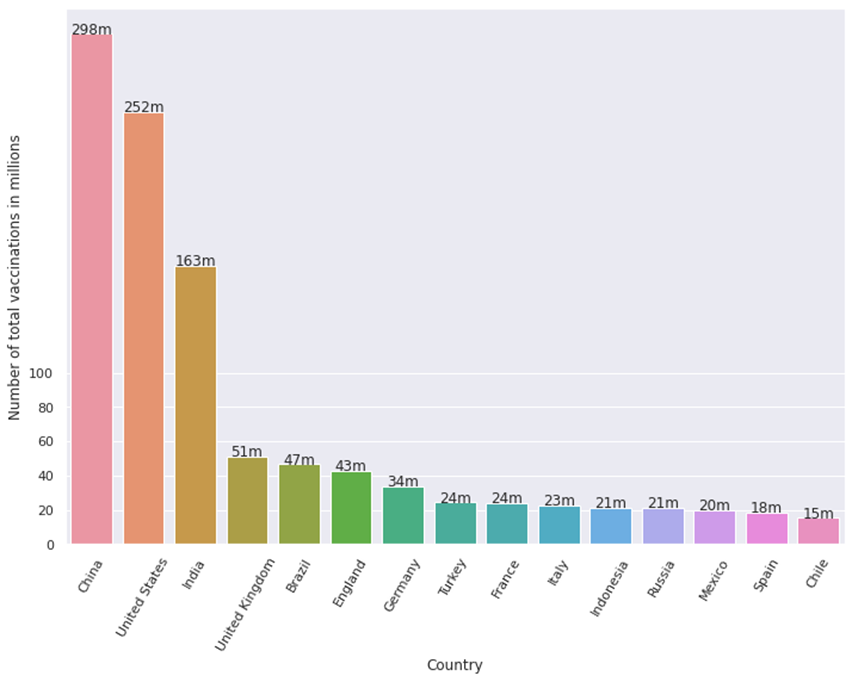 298m
252m
163m
51m
47m
43m
34m
24m
24m
23m
21m
21m
20m
18m
15m
Number of total vaccinations in millions
100
80
60
40
20
0
China
United States
India
United Kingdom
Brazil
England
Germany
Turkey
France
Italy
Indonesia
Russia
Mexico
Spain
Chile
Country